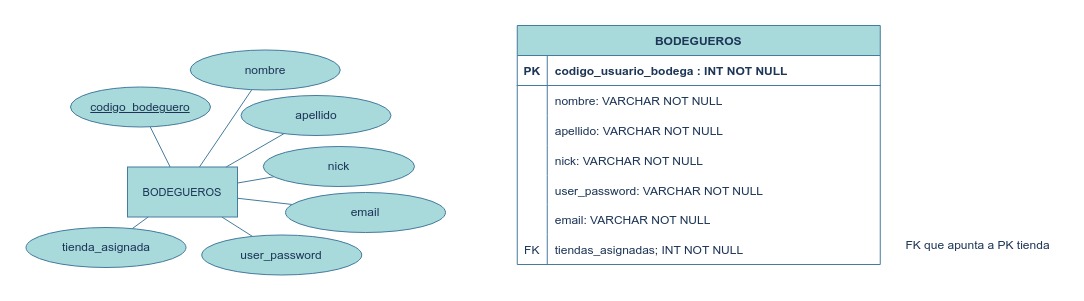 nombre
codigo_bodeguero
apellido
nick
BODEGUEROS
email
tienda_asignada
user_password
BODEGUEROS
PK codigo_usuario_bodega : INT NOT NULL
nombre: VARCHAR NOT NULL
apellido: VARCHAR NOT NULL
nick: VARCHAR NOT NULL
user_password: VARCHAR NOT NULL
email: VARCHAR NOT NULL
FK tiendas_asignadas; INT NOT NULL
FK que apunta a PK tienda